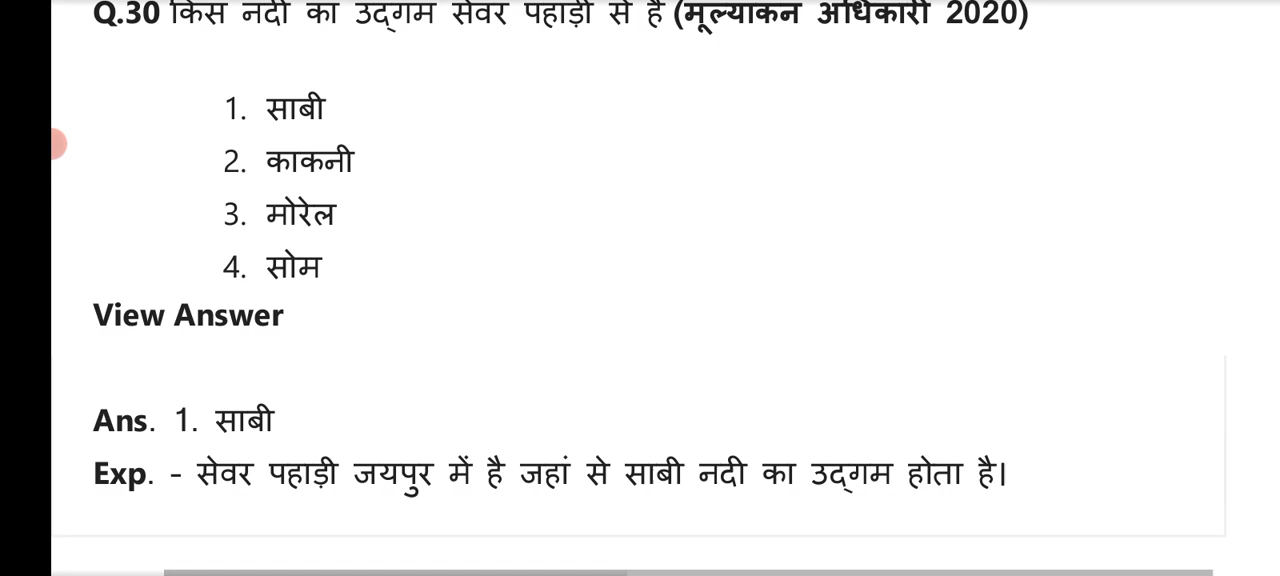 Q.30 किस नदी का उद्गम सेवर पहाड़ी से है (मूल्याकन अधिकारी 2020)
1. साबी
2. काकनी
3. मोरेल
4. सोम
View Answer
Ans. 1. साबी
Exp. - सेवर पहाड़ी जयपुर में है जहां से साबी नदी का उद्गम होता है।